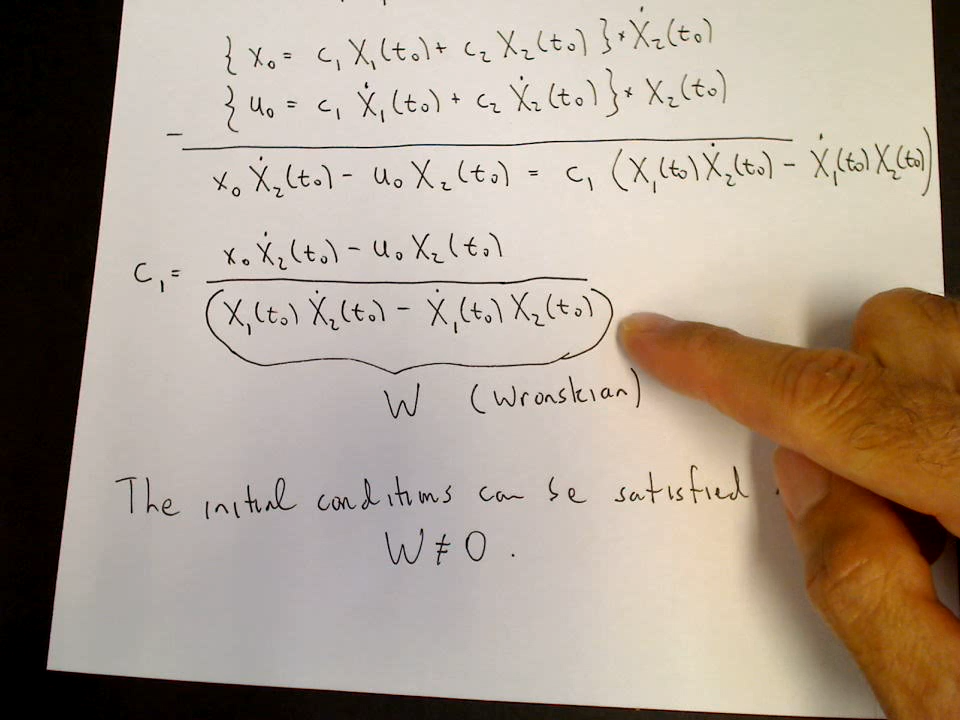 { x₀ = c₁ X₁(t₀) + c₂ X₂(t₀) } * Ẋ₂(t₀)
{ u₀ = c₁ Ẋ₁(t₀) + c₂ Ẋ₂(t₀) } * X₂(t₀)
−
x₀ Ẋ₂(t₀) − u₀ X₂(t₀) = c₁ (X₁(t₀) Ẋ₂(t₀) − Ẋ₁(t₀) X₂(t₀))
x₀ Ẋ₂(t₀) − u₀ X₂(t₀)
c₁ =
(X₁(t₀) Ẋ₂(t₀) − Ẋ₁(t₀) X₂(t₀))
W (Wronskian)
The initial conditions can be satisfied
W ≠ 0 .